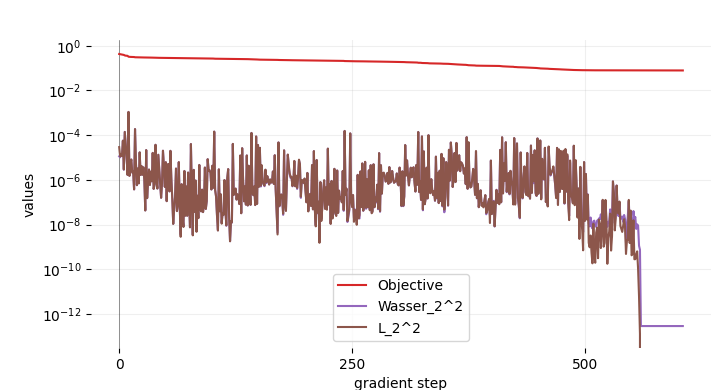 10^0
10^-2
10^-4
10^-6
10^-8
10^-10
10^-12
values
Objective
Wasser_2^2
L_2^2
0
250
500
gradient step